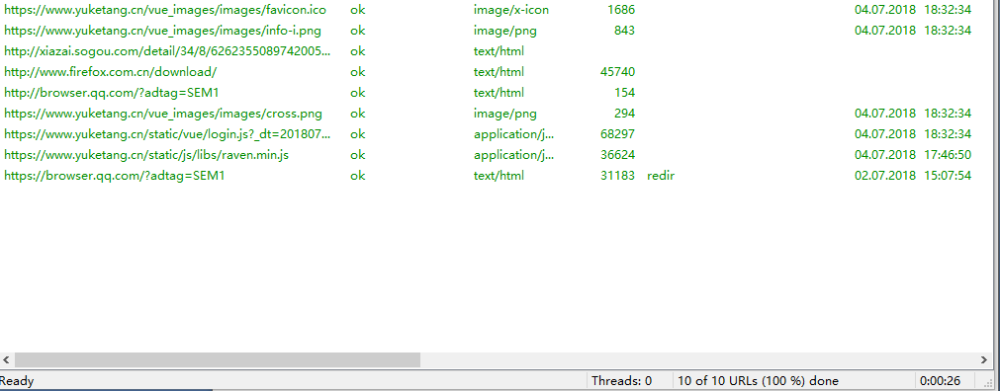 https://www.yuketang.cn/vue_images/images/favicon.ico ok image/x-icon 1686 04.07.2018 18:32:34
https://www.yuketang.cn/vue_images/images/info-i.png ok image/png 843 04.07.2018 18:32:34
http://xiazai.sogou.com/detail/34/8/6262355089742005... ok text/html
http://www.firefox.com.cn/download/ ok text/html 45740
http://browser.qq.com/?adtag=SEM1 ok text/html 154
https://www.yuketang.cn/vue_images/images/cross.png ok image/png 294 04.07.2018 18:32:34
https://www.yuketang.cn/static/vue/login.js?_dt=201807... ok application/j... 68297 04.07.2018 18:32:34
https://www.yuketang.cn/static/js/libs/raven.min.js ok application/j... 36624 04.07.2018 17:46:50
https://browser.qq.com/?adtag=SEM1 ok text/html 31183 redir 02.07.2018 15:07:54
Ready Threads: 0 10 of 10 URLs (100 %) done 0:00:26